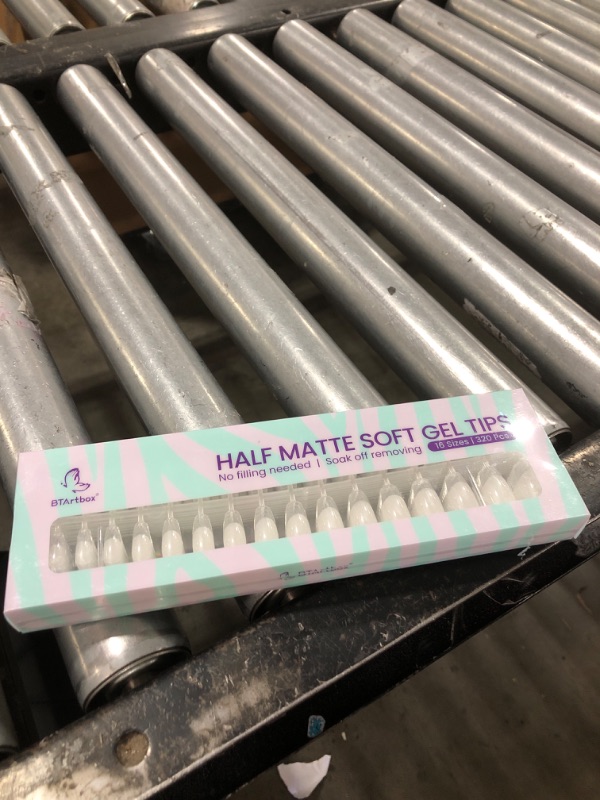 HALF MATTE SOFT GEL TIPS
No filling needed | Soak off removing
15 Sizes | 320 Pcs
BTArtbox®
BTArtbox®